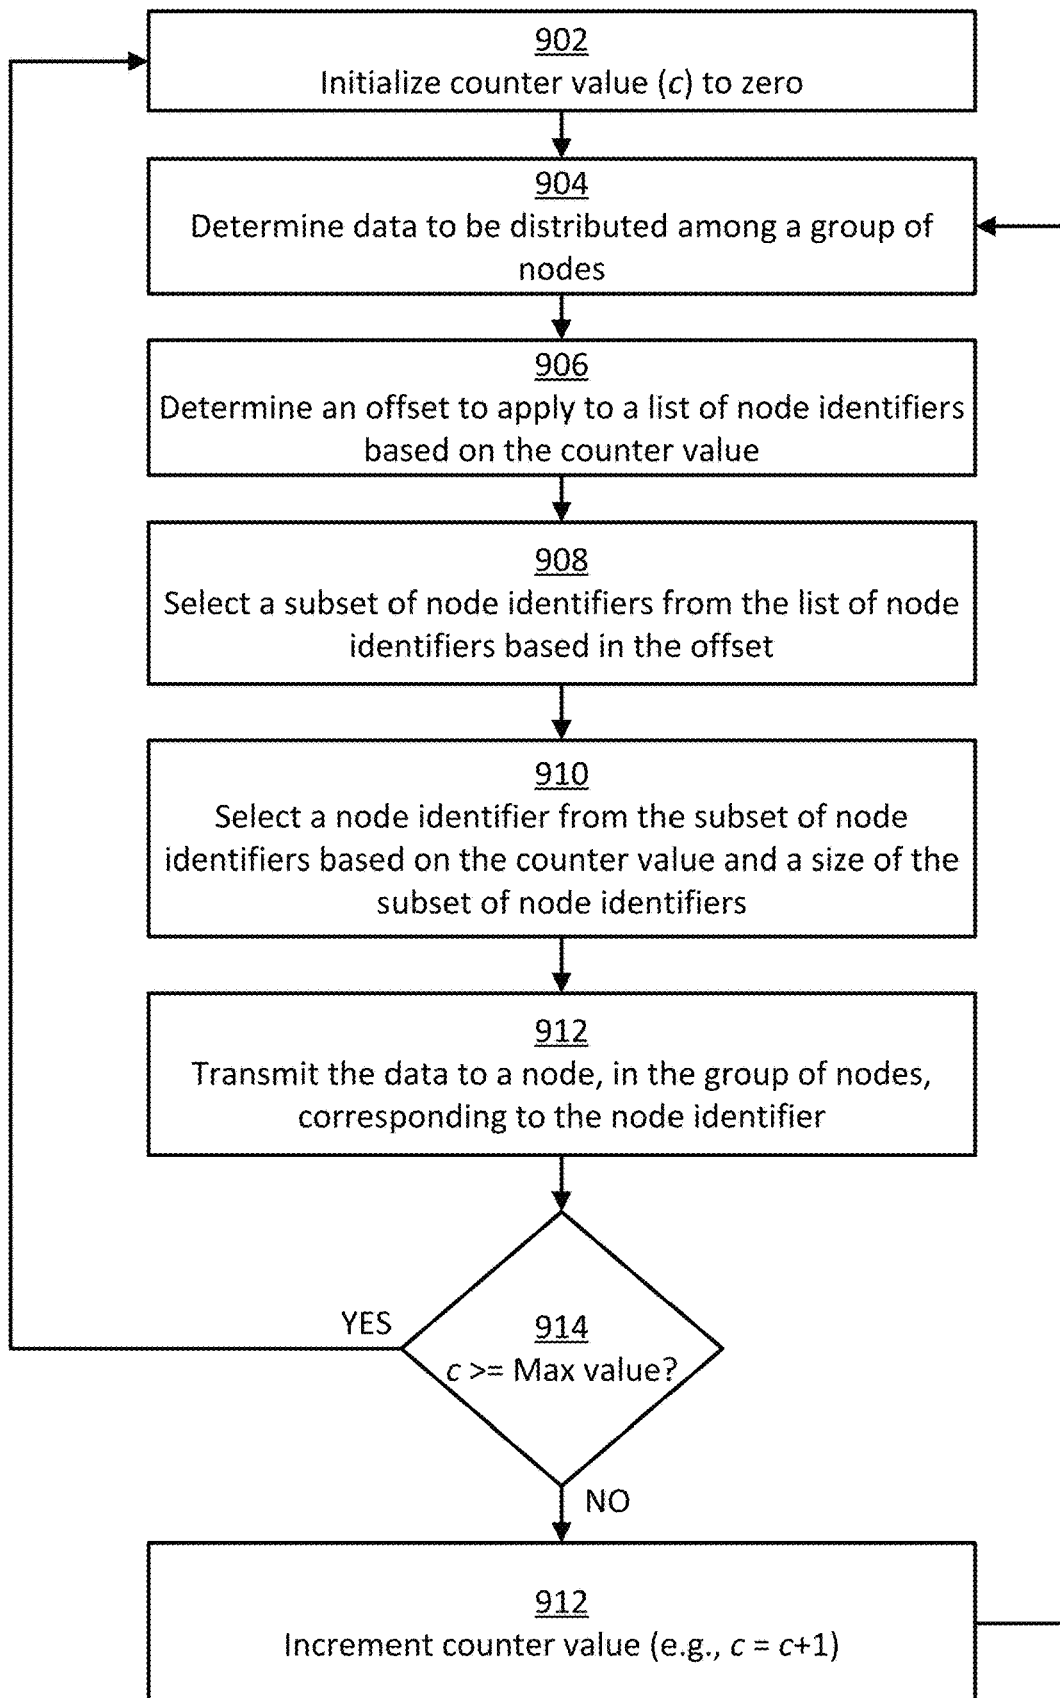 902
Initialize counter value (c) to zero
904
Determine data to be distributed among a group of
nodes
906
Determine an offset to apply to a list of node identifiers
based on the counter value
908
Select a subset of node identifiers from the list of node
identifiers based in the offset
910
Select a node identifier from the subset of node
identifiers based on the counter value and a size of the
subset of node identifiers
912
Transmit the data to a node, in the group of nodes,
corresponding to the node identifier
YES
914
c >= Max value?
NO
912
Increment counter value (e.g., c = c+1)